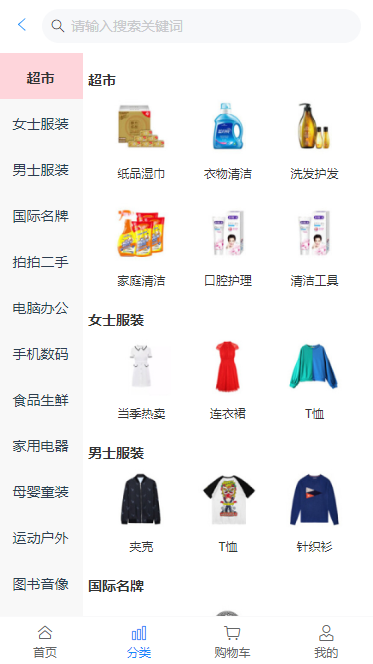 请输入搜索关键词
超市
女士服装
男士服装
国际名牌
拍拍二手
电脑办公
手机数码
食品生鲜
家用电器
母婴童装
运动户外
图书音像
超市
纸品湿巾 衣物清洁 洗发护发
家庭清洁 口腔护理 清洁工具
女士服装
当季热卖 连衣裙 T恤
男士服装
夹克 T恤 针织衫
国际名牌
首页 分类 购物车 我的